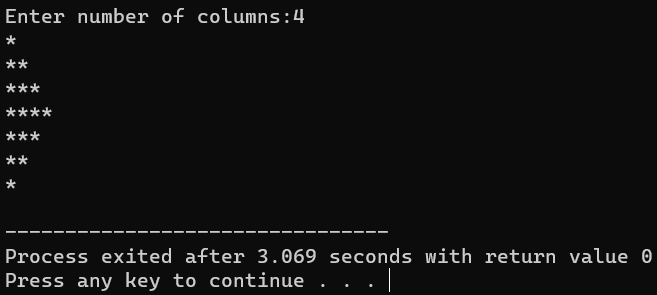 Enter number of columns:4
*
**
***
****
***
**
*
--------------------------------
Process exited after 3.069 seconds with return value 0
Press any key to continue . . .